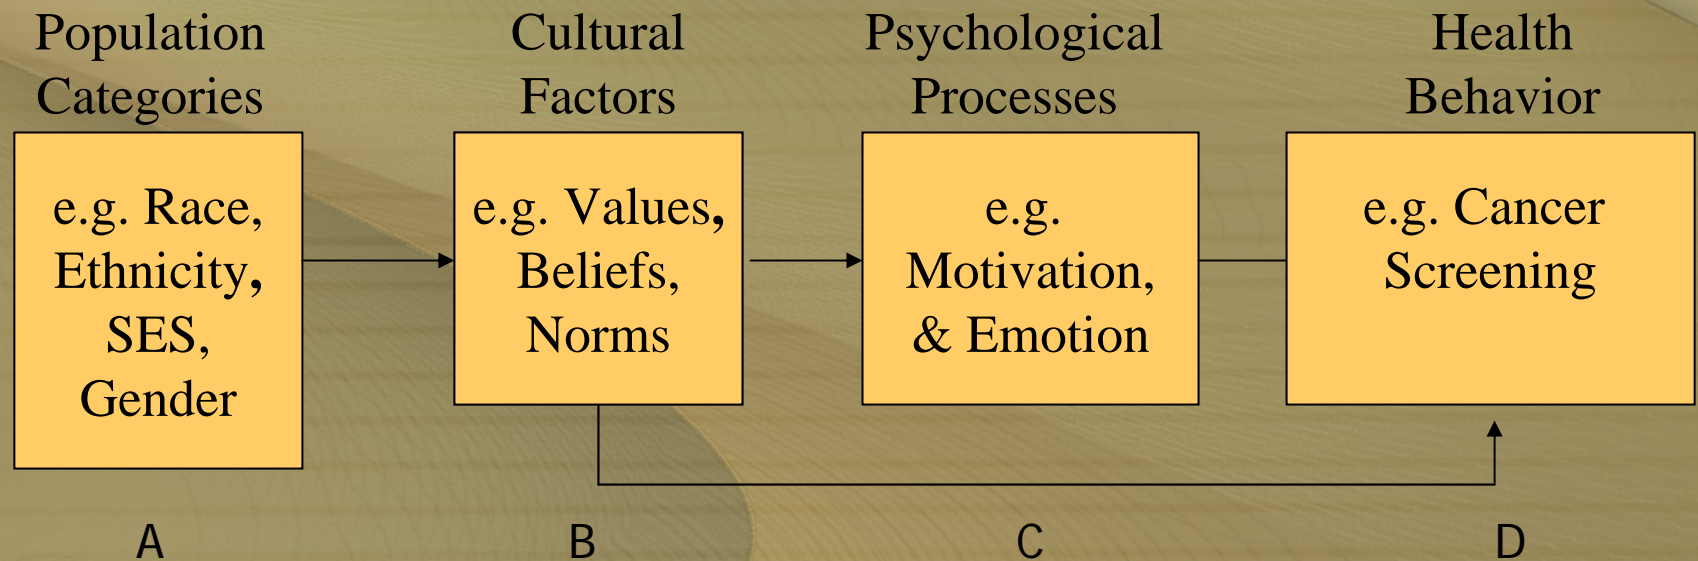 Population
Categories
e.g. Race,
Ethnicity,
SES,
Gender
A
Cultural
Factors
e.g. Values,
Beliefs,
Norms
B
Psychological
Processes
e.g.
Motivation,
& Emotion
C
Health
Behavior
e.g. Cancer
Screening
D